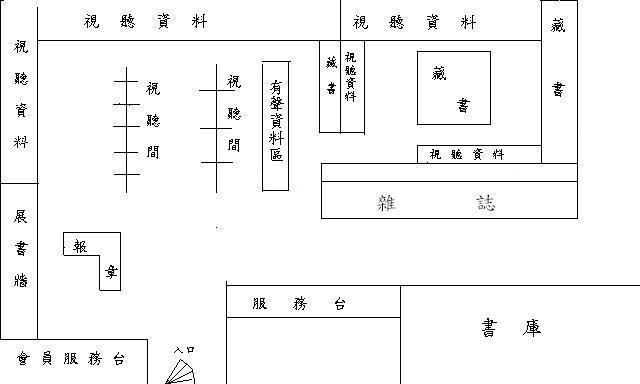 視聽資料
視聽資料
藏書
視聽資料
視聽間
視聽間
有聲資料區
藏書
視聽資料
藏書
視聽資料
雜誌
展書牆
報章
服務台
書庫
會員服務台
入口